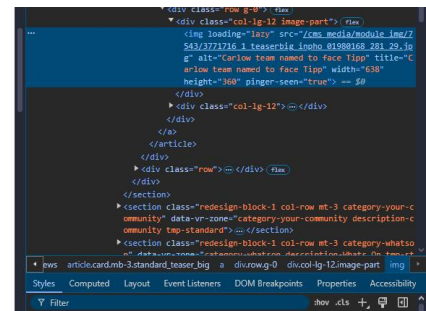 <div class="row g-0"> flex
▼<div class="col-lg-12 image-part"> flex
<img loading="lazy" src="/cms_media/module_img/7
543/3771716_1_teaserbig_inpho_01980168_281_29.jp
g" alt="Carlow team named to face Tipp" title="C
arlow team named to face Tipp" width="638"
height="360" pinger-seen="true"> == $0
</div>
▶<div class="col-lg-12">…</div>
</div>
</a>
</article>
</div>
▶<div class="row">…</div> flex
</div>
</section>
▶<section class="redesign-block-1 col-row mt-3 category-your-c
ommunity" data-vr-zone="category-your-community description-c
ommunity tmp-standard">…</section>
▶<section class="redesign-block-1 col-row mt-3 category-whatso
ews article.card.mb-3.standard_teaser_big a div.row.g-0 div.col-lg-12.image-part img
Styles Computed Layout Event Listeners DOM Breakpoints Properties Accessibility
Filter :hov .cls +